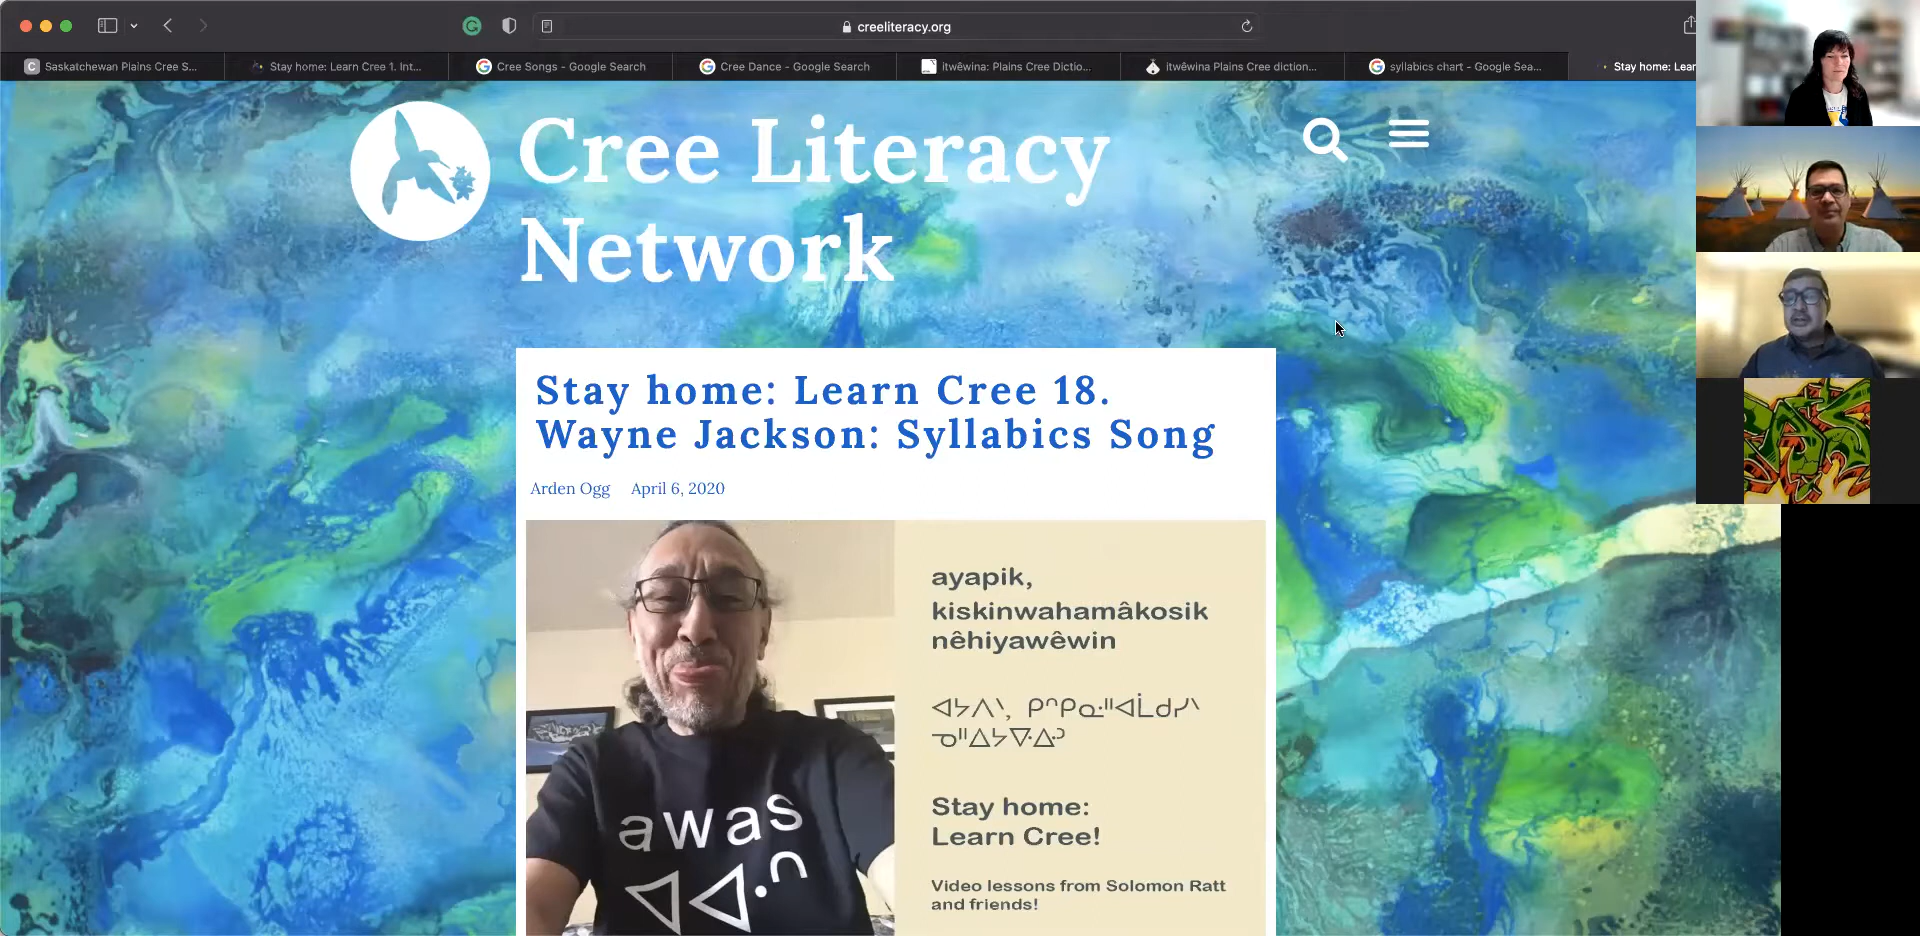 creeliteracy.org
Saskatchewan Plains Cree S...
Stay home: Learn Cree 1. Int...
Cree Songs - Google Search
Cree Dance - Google Search
itwêwina: Plains Cree Dictio...
itwêwina Plains Cree diction...
syllabics chart - Google Sea...
Stay home: Lear
Cree Literacy
Network
Stay home: Learn Cree 18.
Wayne Jackson: Syllabics Song
Arden Ogg April 6, 2020
ayapik,
kiskinwahamâkosik
nêhiyawêwin
ᐊᔭᐱᐠ, ᑭᐢᑭᓇᐧᐦᐊᒫᑯᓯᐠ
ᓀᐦᐃᔭᐍᐏᐣ
Stay home:
Learn Cree!
Video lessons from Solomon Ratt
and friends!
awas
ᐊᐊᐧᐢ